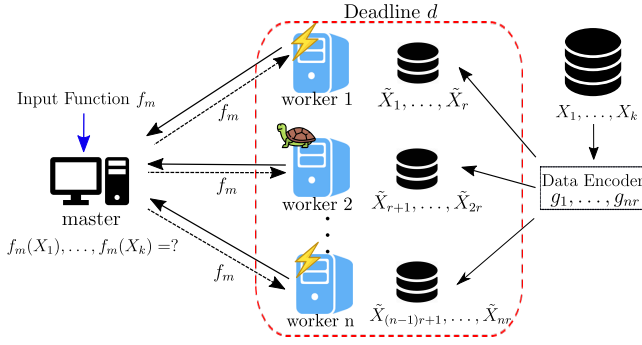 Deadline d
Input Function f_m
f_m
worker 1
X̃_1, . . . , X̃_r
X_1, . . . , X_k
master
f_m(X_1), . . . , f_m(X_k) =?
f_m
worker 2
X̃_{r+1}, . . . , X̃_{2r}
Data Encoder
g_1, . . . , g_{nr}
f_m
worker n
X̃_{(n−1)r+1}, . . . , X̃_{nr}